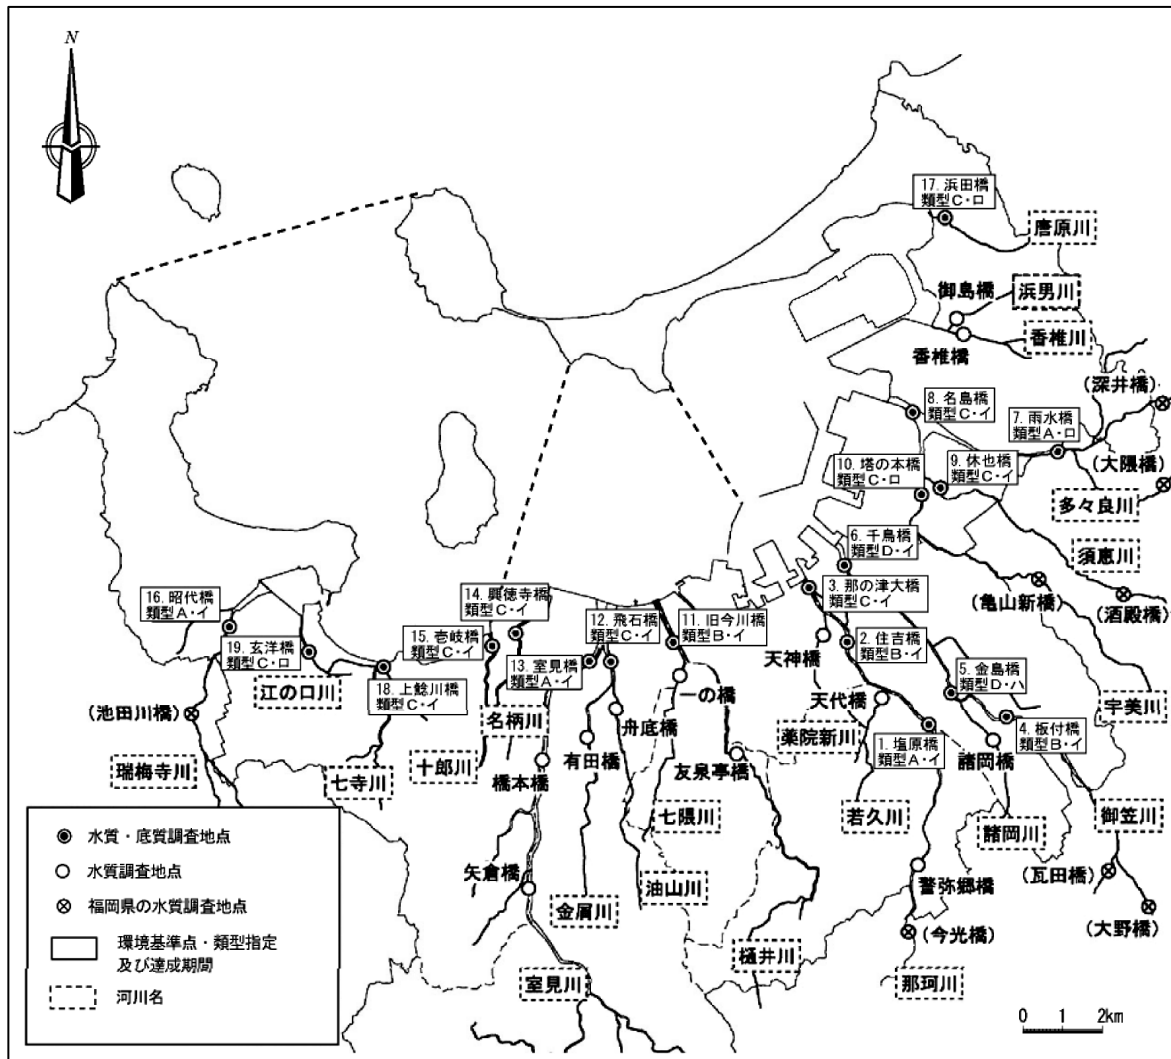 N
17. 浜田橋
類型C・ロ
唐原川
御島橋
浜男川
香椎川
香椎橋
(深井橋)
8. 名島橋
類型C・イ
7. 雨水橋
類型A・ロ
(大隈橋)
10. 塔の本橋
類型C・ロ
9. 休也橋
類型C・イ
多々良川
6. 千鳥橋
類型D・イ
須恵川
16. 昭代橋
類型A・イ
14. 興徳寺橋
類型C・イ
3. 那の津大橋
類型C・イ
(亀山新橋)
(酒殿橋)
12. 飛石橋
類型C・イ
11. 旧今川橋
類型B・イ
19. 玄洋橋
類型C・ロ
15. 壱岐橋
類型C・イ
2. 住吉橋
類型B・イ
天神橋
13. 室見橋
類型A・イ
5. 金島橋
類型D・ハ
江の口川
18. 上鯰川橋
類型C・イ
一の橋
天代橋
宇美川
(池田川橋)
名柄川
舟底橋
薬院新川
1. 塩原橋
類型A・イ
4. 板付橋
類型B・イ
諸岡橋
瑞梅寺川
七寺川
十郎川
橋本橋
有田橋
友泉亭橋
七隈川
若久川
諸岡川
御笠川
矢倉橋
油山川
警弥郷橋
(瓦田橋)
金屑川
(今光橋)
(大野橋)
樋井川
室見川
那珂川
水質・底質調査地点
水質調査地点
福岡県の水質調査地点
環境基準点・類型指定
及び達成期間
河川名
0 1 2km